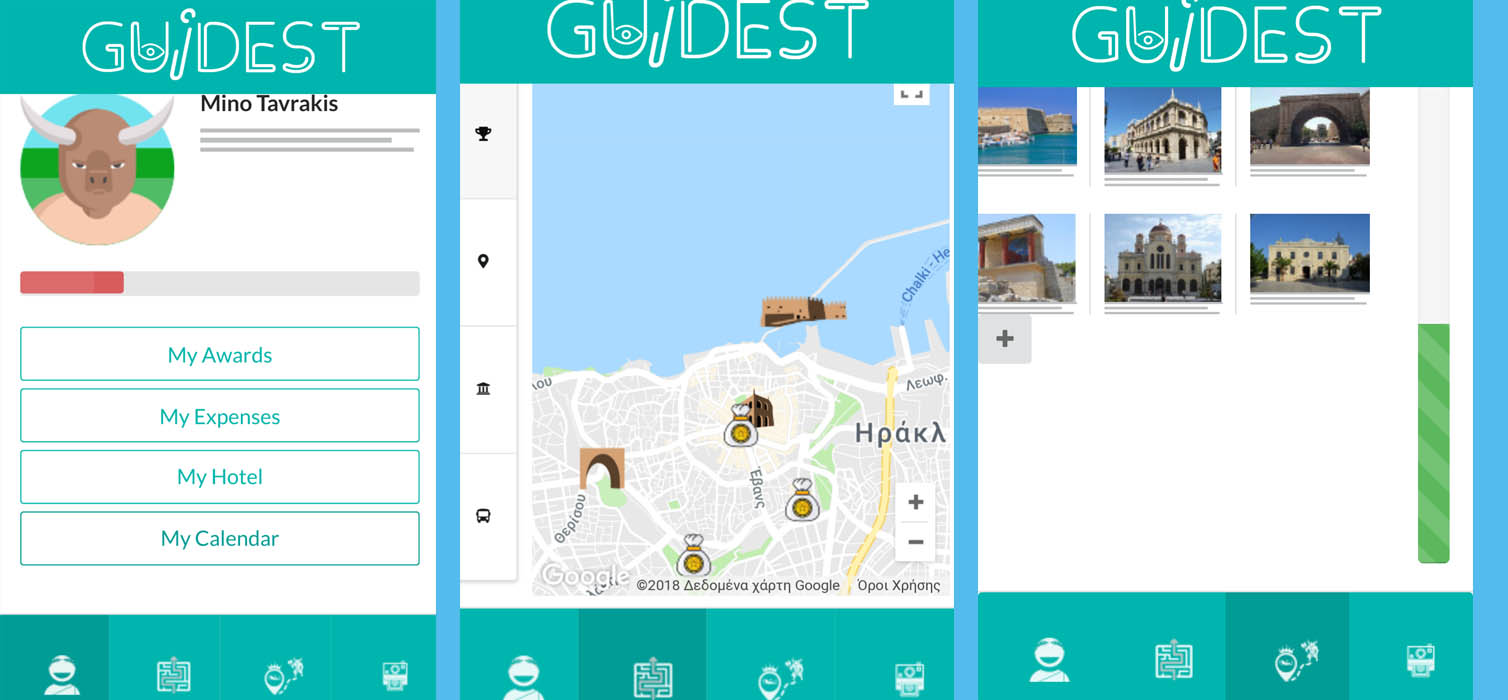 GUiDEST
Mino Tavrakis
My Awards
My Expenses
My Hotel
My Calendar
GUiDEST
Chalki - He
λου
Λεωφ.
Ηράκλ
Έβανς
Θερίσου
Google
©2018 Δεδομένα χάρτη Google Όροι Χρήσης
GUiDEST